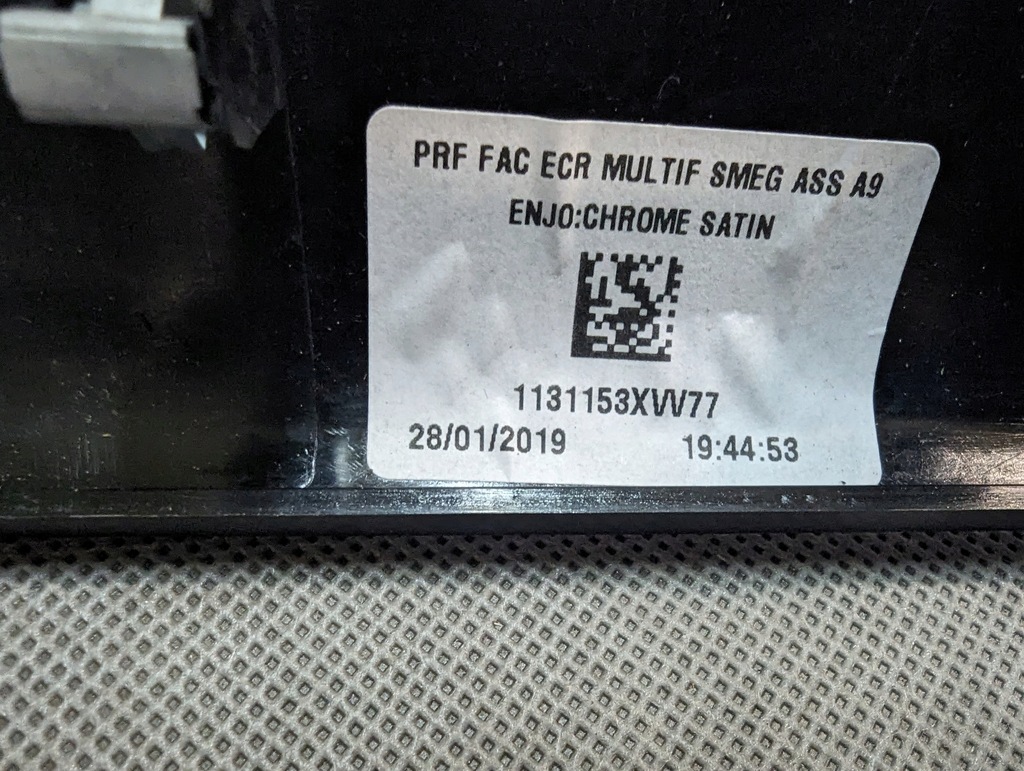 PRF FAC ECR MULTIF SMEG ASS A9
ENJO:CHROME SATIN
1131153XVV77
28/01/2019 19:44:53